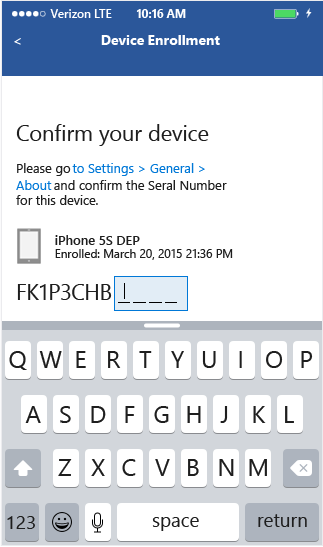 Verizon LTE 10:16 AM
< Device Enrollment
Confirm your device
Please go to Settings > General >
About and confirm the Seral Number
for this device.
iPhone 5S DEP
Enrolled: March 20, 2015 21:36 PM
FK1P3CHB _ _ _ _
Q W E R T Y U I O P
A S D F G H J K L
Z X C V B N M
123 space return